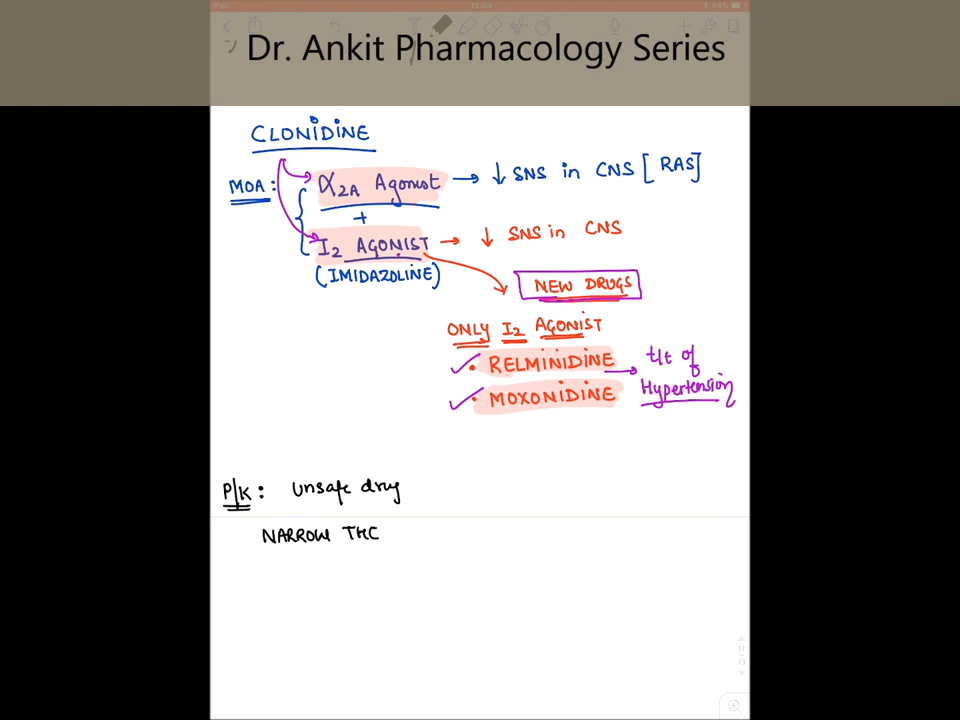 Dr. Ankit Pharmacology Series
CLONIDINE
MOA: α2A Agonist → ↓ SNS in CNS [RAS]
+
I2 AGONIST → ↓ SNS in CNS
(IMIDAZOLINE)
NEW DRUGS
ONLY I2 AGONIST
• RELMINIDINE → t/t of Hypertension
• MOXONIDINE
P/K: Unsafe drug
NARROW